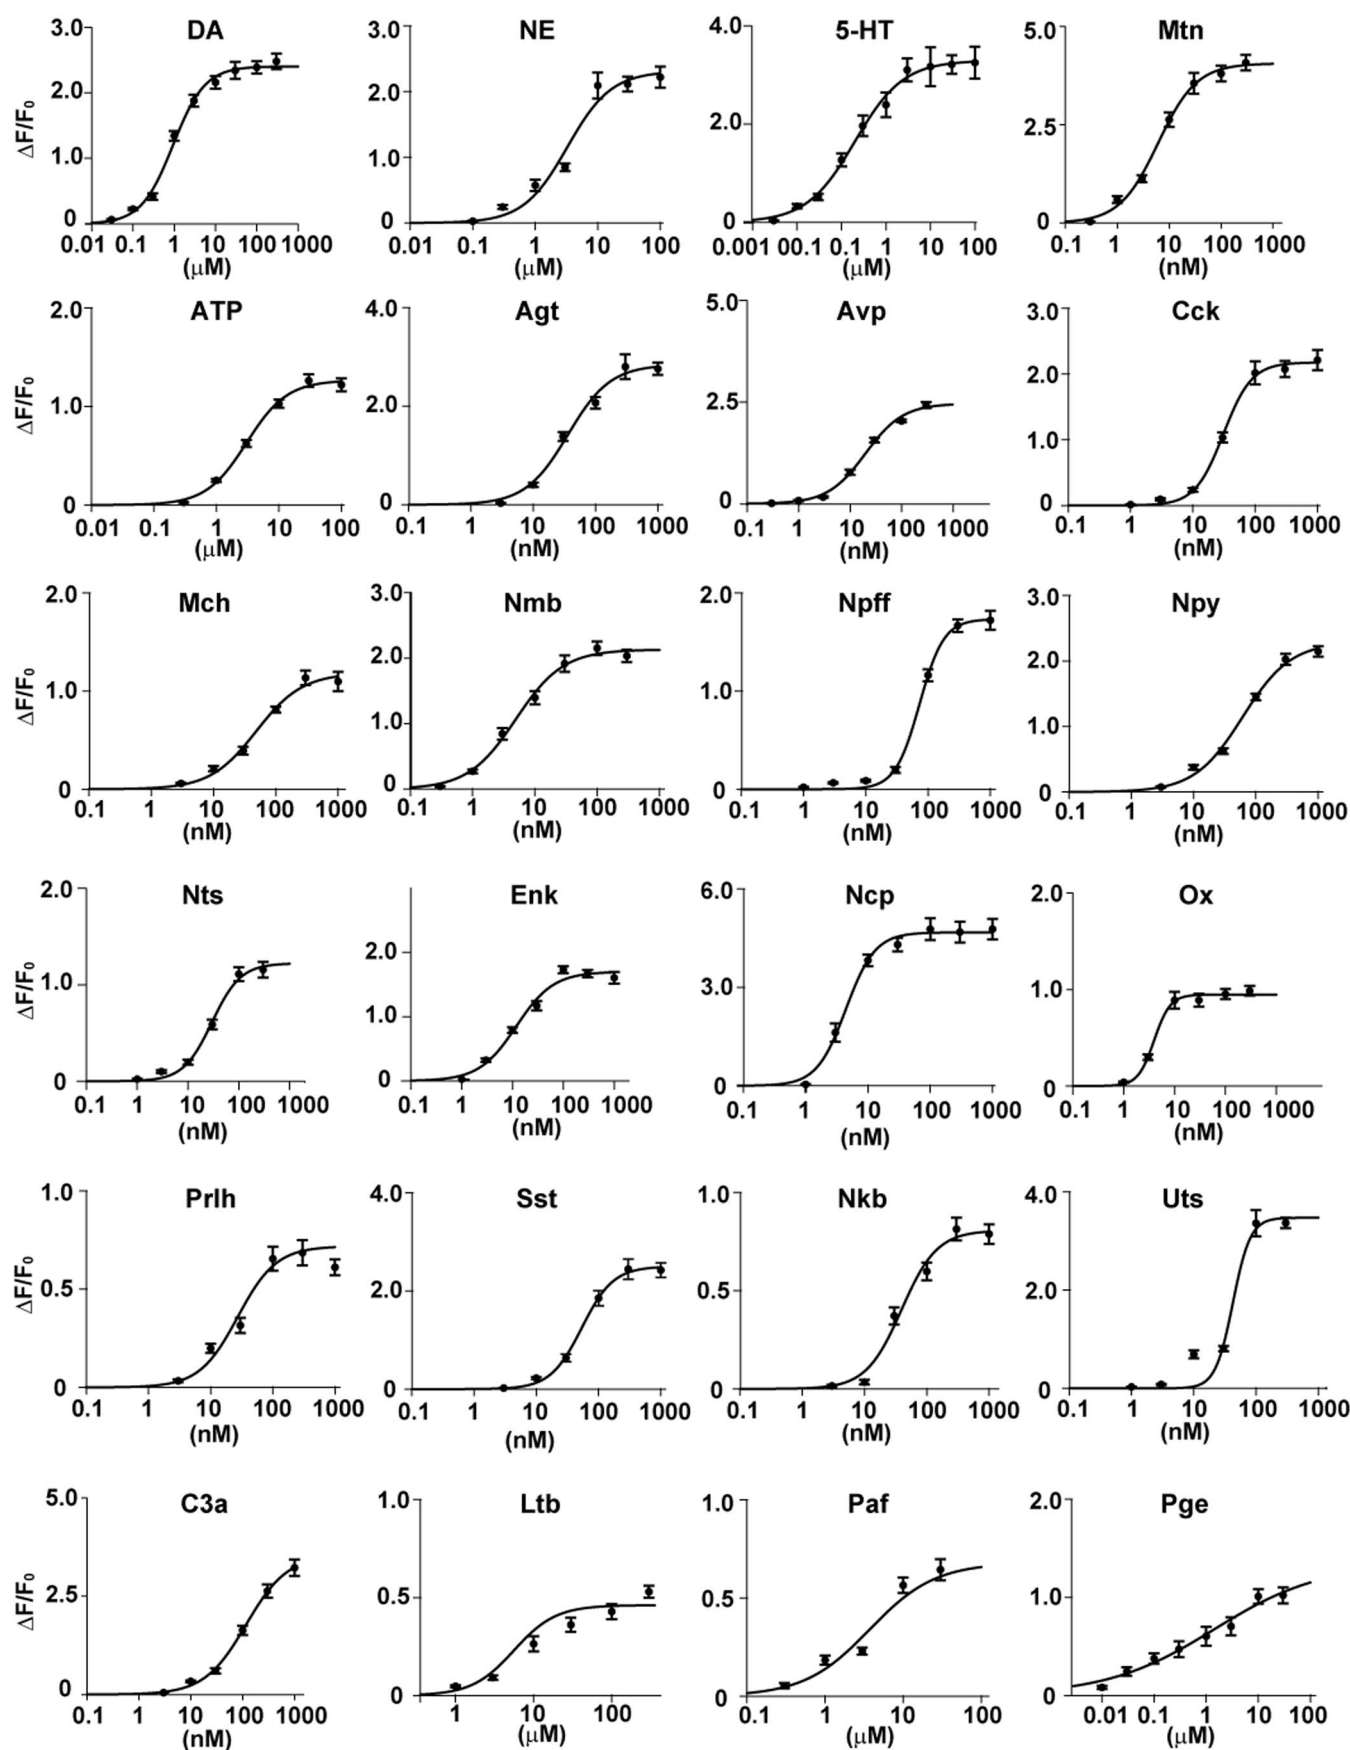 DA NE 5-HT Mtn
3.0 3.0 4.0 5.0
ΔF/F₀
2.0 2.0 2.0 2.5
1.0 1.0
0 0 0 0
0.01 0.1 1 10 100 1000 0.01 0.1 1 10 100 0.001 0.01 0.1 1 10 100 0.1 1 10 100 1000
(μM) (μM) (μM) (nM)
ATP Agt Avp Cck
2.0 4.0 5.0 3.0
ΔF/F₀
1.0 2.0 2.5 2.0
1.0
0 0 0 0
0.01 0.1 1 10 100 0.1 1 10 100 1000 0.1 1 10 100 1000 0.1 1 10 100 1000
(μM) (nM) (nM) (nM)
Mch Nmb Npff Npy
2.0 3.0 2.0 3.0
ΔF/F₀
1.0 2.0 1.0 2.0
1.0 1.0
0 0 0 0
0.1 1 10 100 1000 0.1 1 10 100 1000 0.1 1 10 100 1000 0.1 1 10 100 1000
(nM) (nM) (nM) (nM)
Nts Enk Ncp Ox
2.0 2.0 6.0 2.0
ΔF/F₀
1.0 1.0 3.0 1.0
0 0 0 0
0.1 1 10 100 1000 0.1 1 10 100 1000 0.1 1 10 100 1000 0.1 1 10 100 1000
(nM) (nM) (nM) (nM)
Prlh Sst Nkb Uts
1.0 4.0 1.0 4.0
ΔF/F₀
0.5 2.0 0.5 2.0
0 0 0 0
0.1 1 10 100 1000 0.1 1 10 100 1000 0.1 1 10 100 1000 0.1 1 10 100 1000
(nM) (nM) (nM) (nM)
C3a Ltb Paf Pge
5.0 1.0 1.0 2.0
ΔF/F₀
2.5 0.5 0.5 1.0
0 0 0 0
0.1 1 10 100 1000 1 10 100 0.1 1 10 100 0.01 0.1 1 10 100
(nM) (μM) (μM) (μM)